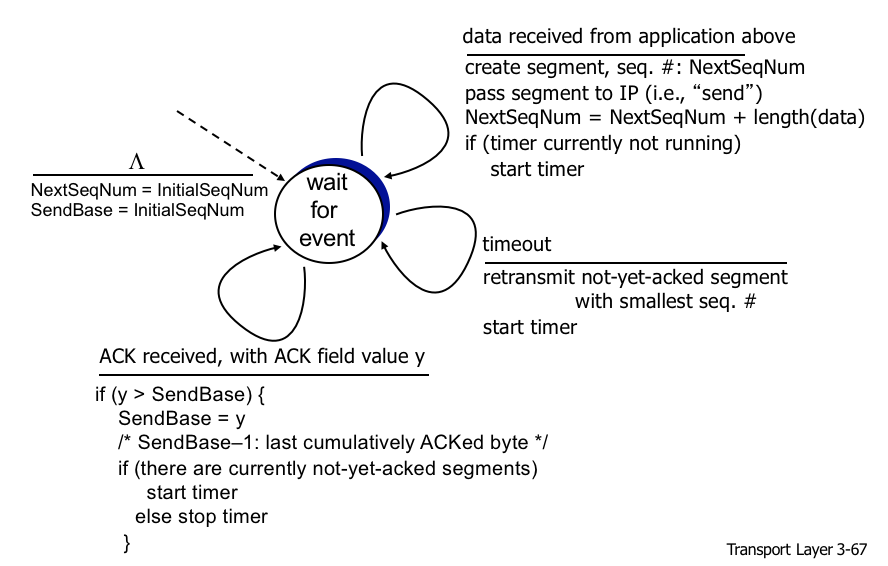 data received from application above
create segment, seq. #: NextSeqNum
pass segment to IP (i.e., “send”)
NextSeqNum = NextSeqNum + length(data)
if (timer currently not running)
start timer
Λ
NextSeqNum = InitialSeqNum
SendBase = InitialSeqNum
wait
for
event
timeout
retransmit not-yet-acked segment
with smallest seq. #
start timer
ACK received, with ACK field value y
if (y > SendBase) {
SendBase = y
/* SendBase–1: last cumulatively ACKed byte */
if (there are currently not-yet-acked segments)
start timer
else stop timer
}
Transport Layer 3-67